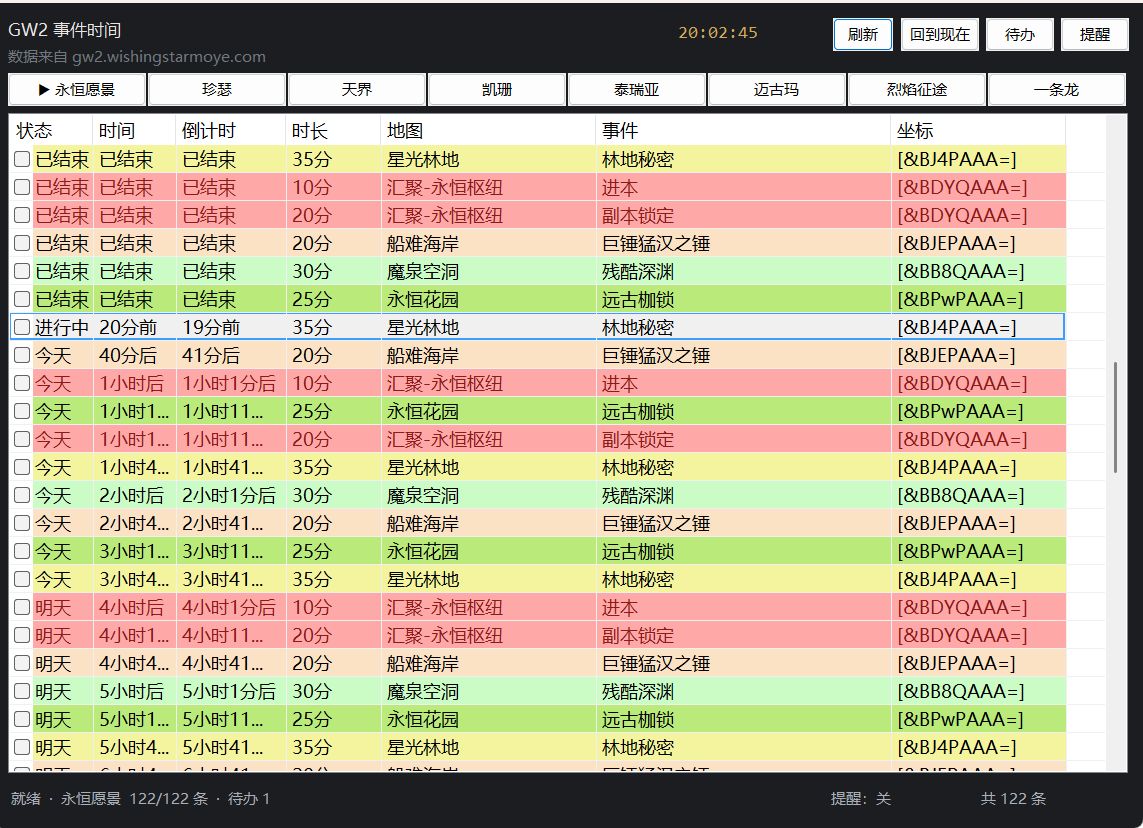 GW2 事件时间
20:02:45 刷新 回到现在 待办 提醒
数据来自 gw2.wishingstarmoye.com
▶ 永恒愿景 珍瑟 天界 凯珊 泰瑞亚 迈古玛 烈焰征途 一条龙
状态 时间 倒计时 时长 地图 事件 坐标
已结束 已结束 已结束 35分 星光林地 林地秘密 [&BJ4PAAA=]
已结束 已结束 已结束 10分 汇聚-永恒枢纽 进本 [&BDYQAAA=]
已结束 已结束 已结束 20分 汇聚-永恒枢纽 副本锁定 [&BDYQAAA=]
已结束 已结束 已结束 20分 船难海岸 巨锤猛汉之锤 [&BJEPAAA=]
已结束 已结束 已结束 30分 魔泉空洞 残酷深渊 [&BB8QAAA=]
已结束 已结束 已结束 25分 永恒花园 远古枷锁 [&BPwPAAA=]
进行中 20分前 19分前 35分 星光林地 林地秘密 [&BJ4PAAA=]
今天 40分后 41分后 20分 船难海岸 巨锤猛汉之锤 [&BJEPAAA=]
今天 1小时后 1小时1分后 10分 汇聚-永恒枢纽 进本 [&BDYQAAA=]
今天 1小时1... 1小时11... 25分 永恒花园 远古枷锁 [&BPwPAAA=]
今天 1小时1... 1小时11... 20分 汇聚-永恒枢纽 副本锁定 [&BDYQAAA=]
今天 1小时4... 1小时41... 35分 星光林地 林地秘密 [&BJ4PAAA=]
今天 2小时后 2小时1分后 30分 魔泉空洞 残酷深渊 [&BB8QAAA=]
今天 2小时4... 2小时41... 20分 船难海岸 巨锤猛汉之锤 [&BJEPAAA=]
今天 3小时1... 3小时11... 25分 永恒花园 远古枷锁 [&BPwPAAA=]
今天 3小时4... 3小时41... 35分 星光林地 林地秘密 [&BJ4PAAA=]
明天 4小时后 4小时1分后 10分 汇聚-永恒枢纽 进本 [&BDYQAAA=]
明天 4小时1... 4小时11... 20分 汇聚-永恒枢纽 副本锁定 [&BDYQAAA=]
明天 4小时4... 4小时41... 20分 船难海岸 巨锤猛汉之锤 [&BJEPAAA=]
明天 5小时后 5小时1分后 30分 魔泉空洞 残酷深渊 [&BB8QAAA=]
明天 5小时1... 5小时11... 25分 永恒花园 远古枷锁 [&BPwPAAA=]
明天 5小时4... 5小时41... 35分 星光林地 林地秘密 [&BJ4PAAA=]
就绪 · 永恒愿景 122/122 条 · 待办 1 提醒：关 共 122 条